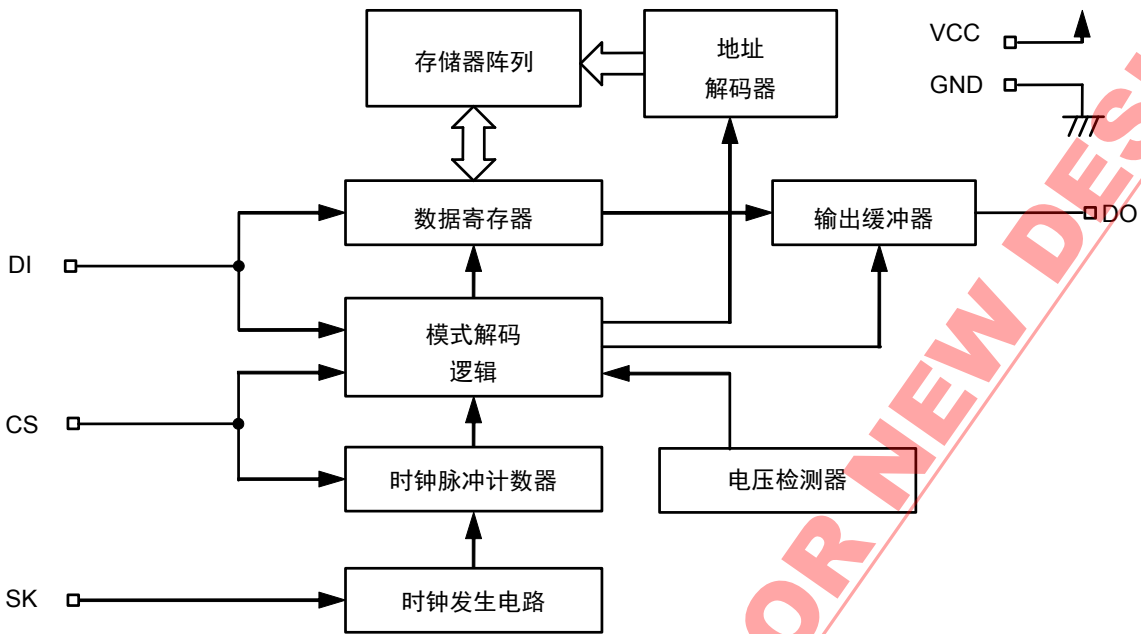 存储器阵列
地址
解码器
VCC
GND
数据寄存器
输出缓冲器
DO
DI
模式解码
逻辑
CS
时钟脉冲计数器
电压检测器
SK
时钟发生电路
OR NEW DES